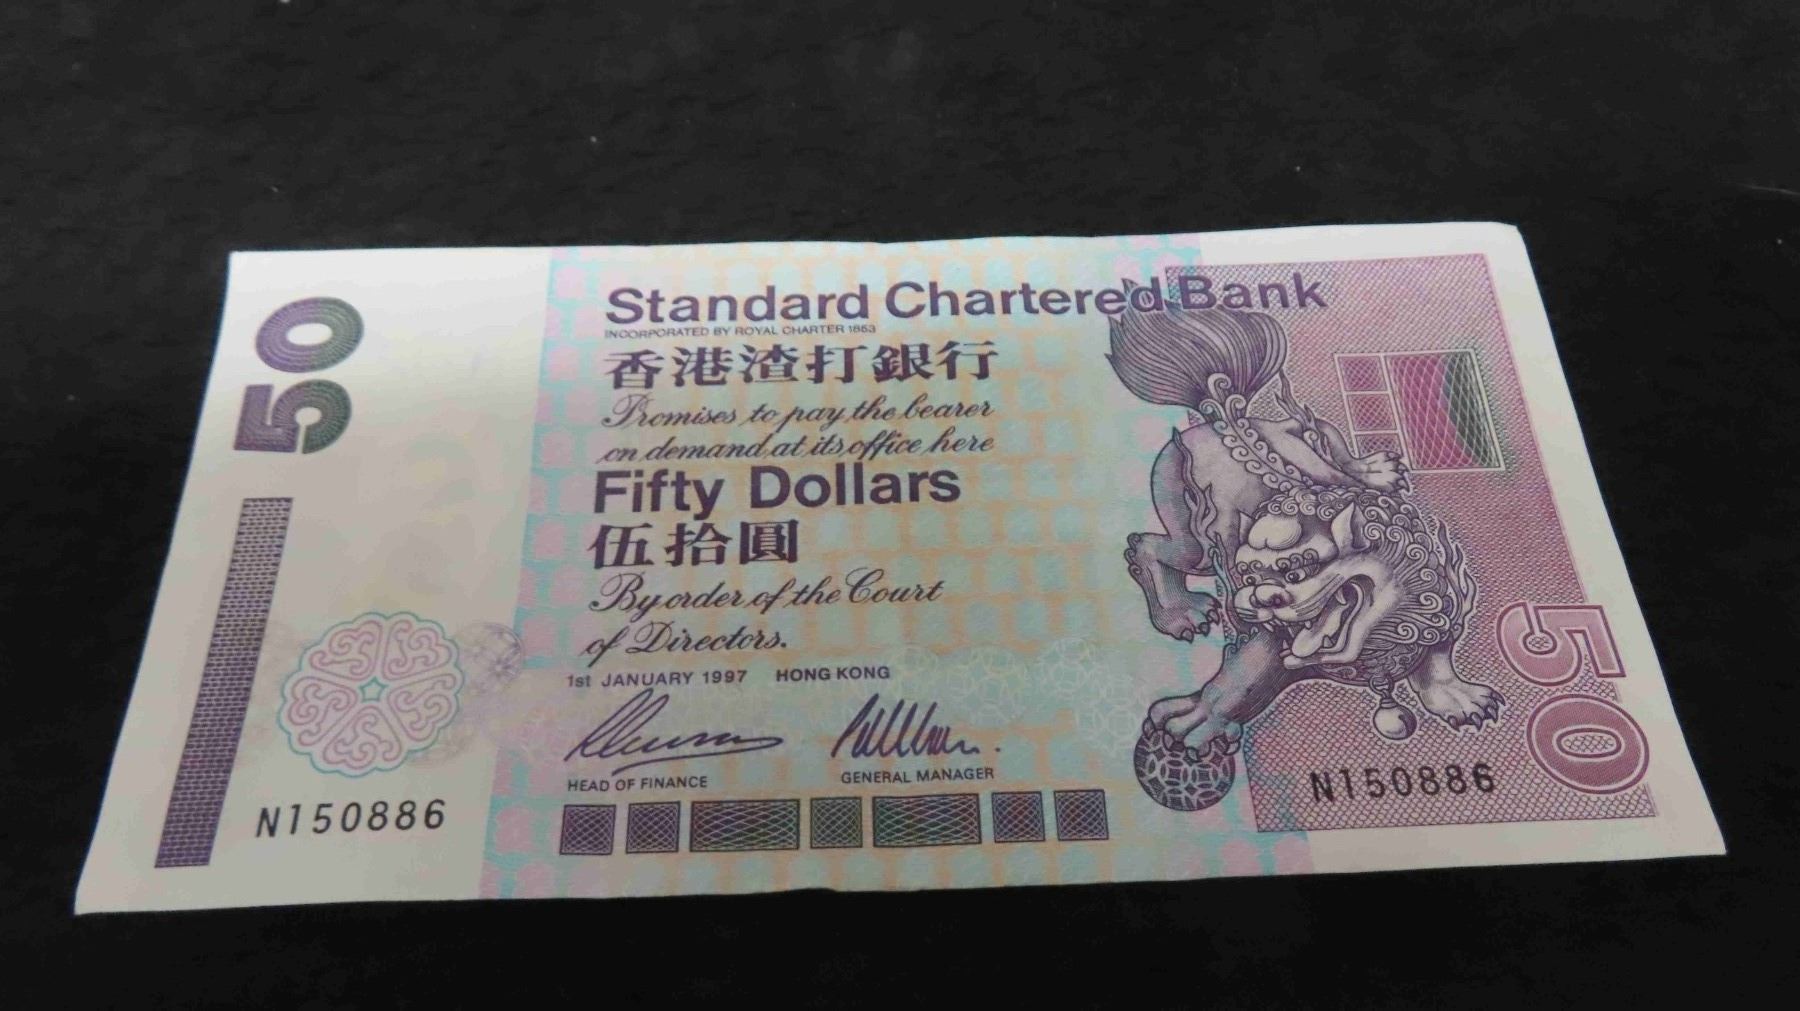 50
Standard Chartered Bank
INCORPORATED BY ROYAL CHARTER 1853
香港渣打銀行
Promises to pay the bearer
on demand at its office here
Fifty Dollars
伍拾圓
By order of the Court
of Directors.
1st JANUARY 1997 HONG KONG
HEAD OF FINANCE
GENERAL MANAGER
N150886
N150886
50